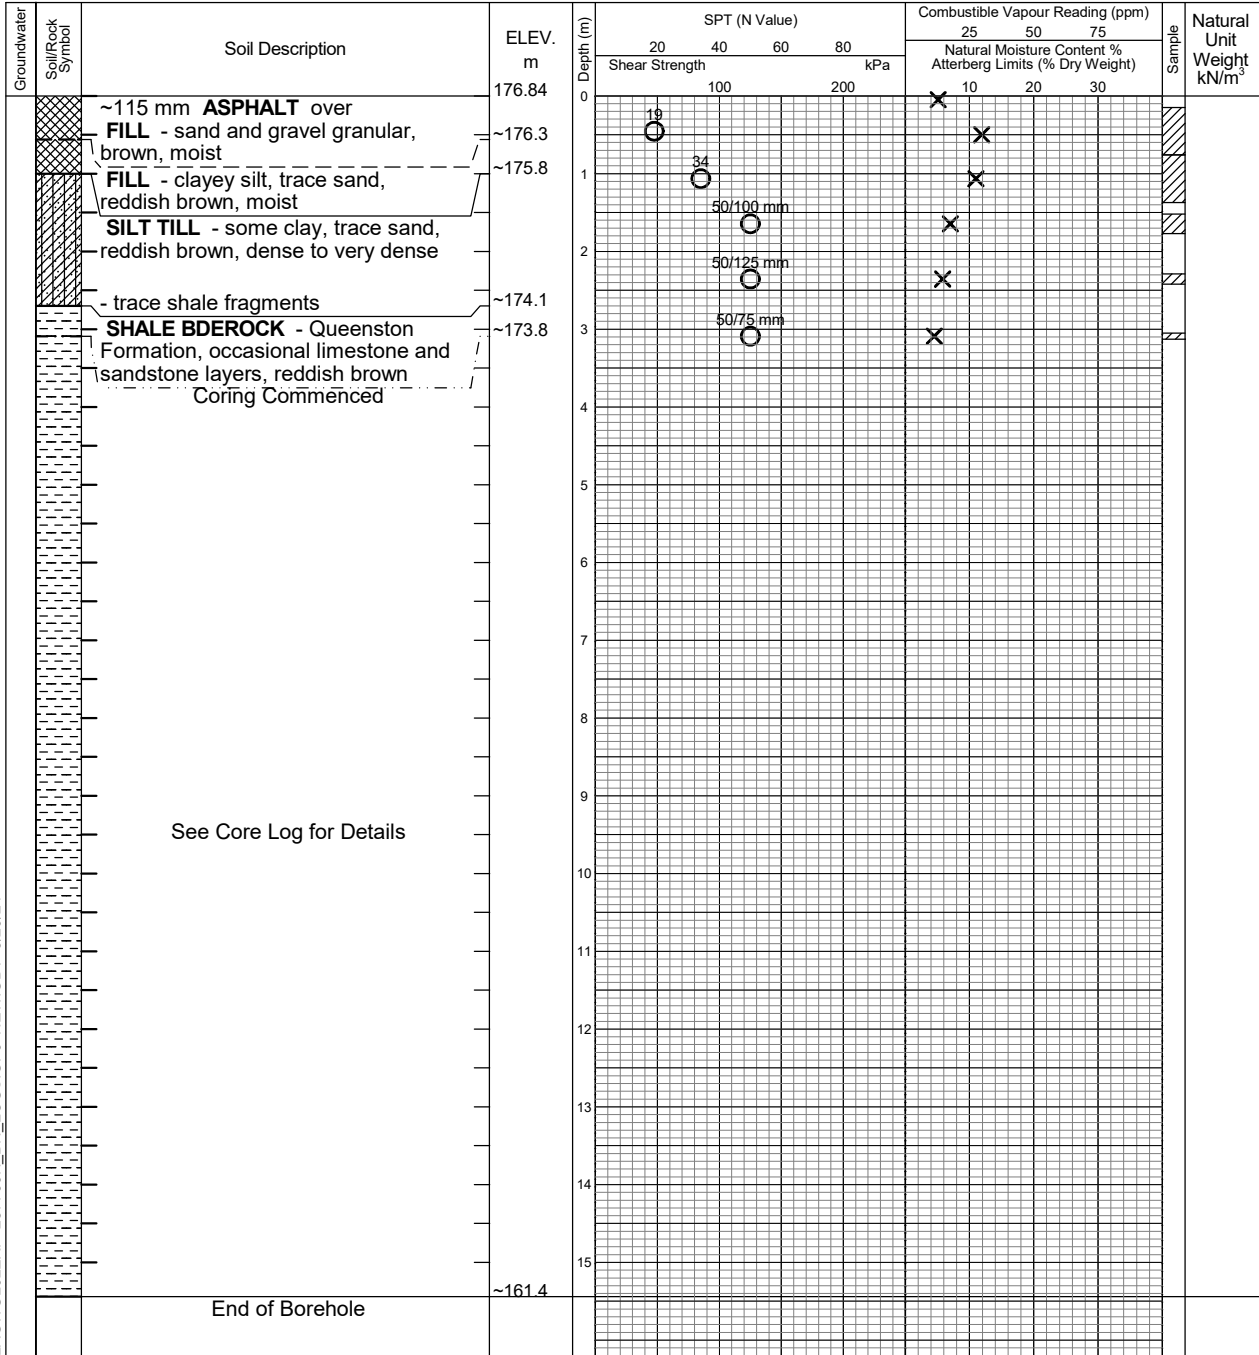 Groundwater
Soil/Rock
Symbol
Soil Description
ELEV.
m
Depth (m)
SPT (N Value)
20 40 60 80
Shear Strength kPa
100 200
Combustible Vapour Reading (ppm)
25 50 75
Natural Moisture Content %
Atterberg Limits (% Dry Weight)
10 20 30
Sample
Natural
Unit
Weight
kN/m3
176.84
0
~115 mm ASPHALT over
FILL - sand and gravel granular,
brown, moist
~176.3
19
~175.8
FILL - clayey silt, trace sand,
reddish brown, moist
1
34
SILT TILL - some clay, trace sand,
reddish brown, dense to very dense
50/100 mm
2
50/125 mm
- trace shale fragments
~174.1
SHALE BDEROCK - Queenston
Formation, occasional limestone and
sandstone layers, reddish brown
~173.8
3
50/75 mm
Coring Commenced
4
5
6
7
8
9
See Core Log for Details
10
11
12
13
14
15
~161.4
End of Borehole